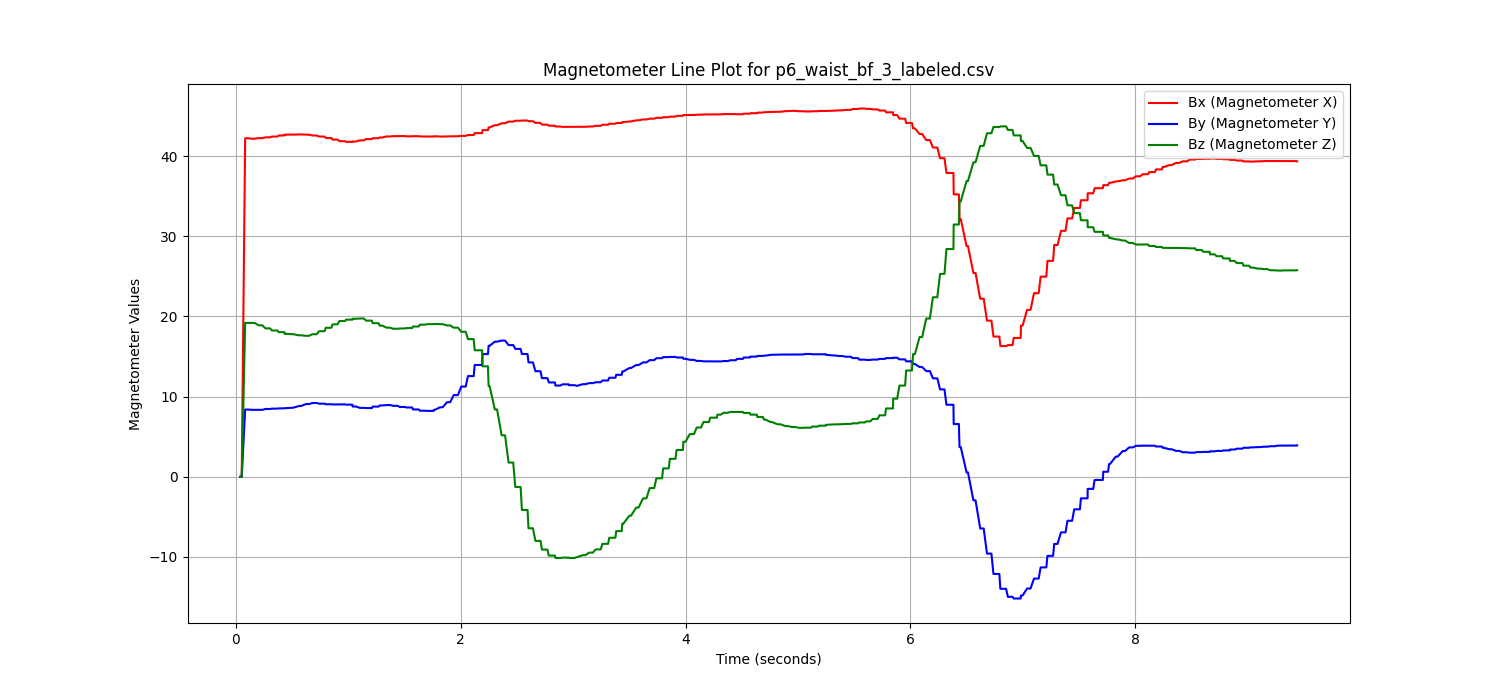 Magnetometer Line Plot for p6_waist_bf_3_labeled.csv
Bx (Magnetometer X)
By (Magnetometer Y)
Bz (Magnetometer Z)
Magnetometer Values
40
30
20
10
0
−10
0 2 4 6 8
Time (seconds)